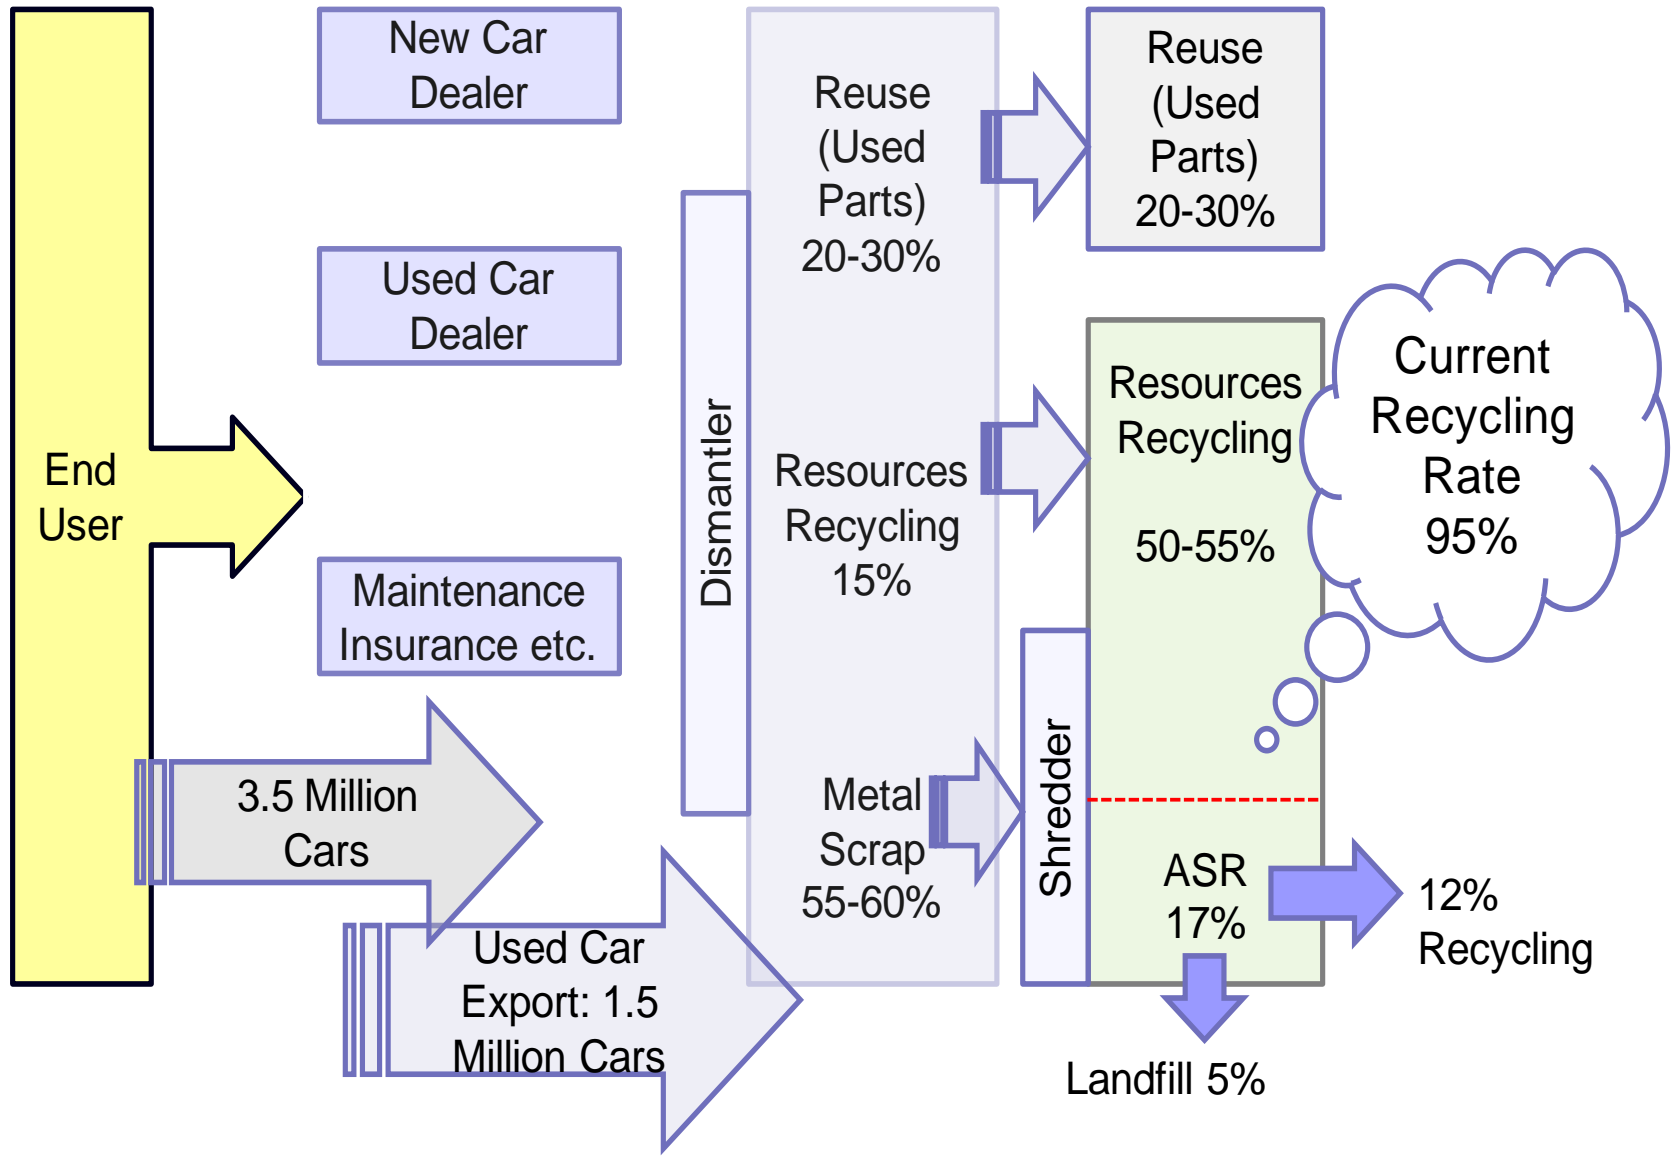 End
User
New Car
Dealer
Used Car
Dealer
Maintenance
Insurance etc.
3.5 Million
Cars
Used Car
Export: 1.5
Million Cars
Dismantler
Reuse
(Used
Parts)
20-30%
Resources
Recycling
15%
Metal
Scrap
55-60%
Shredder
Reuse
(Used
Parts)
20-30%
Resources
Recycling
50-55%
ASR
17%
Landfill 5%
12%
Recycling
Current
Recycling
Rate
95%